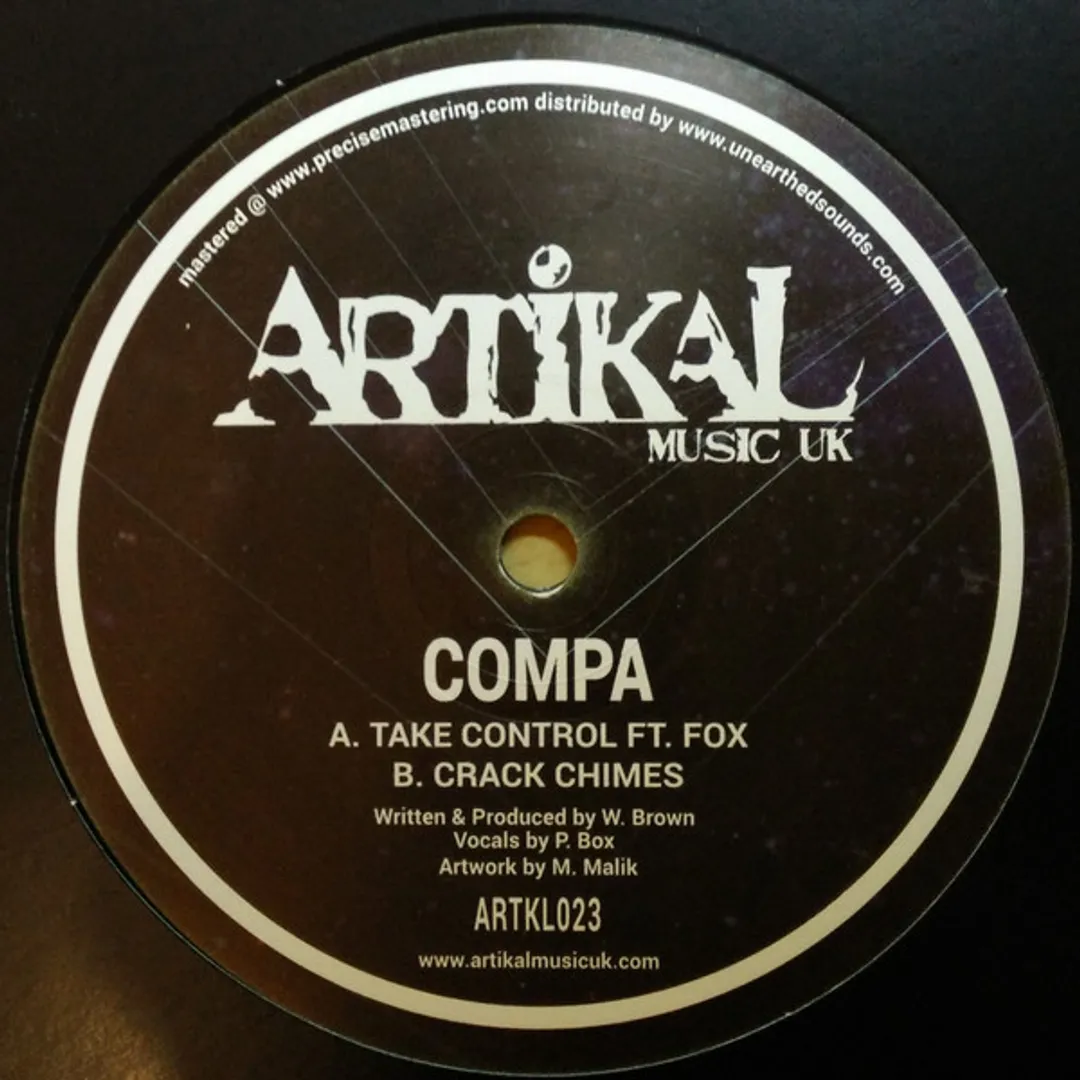 mastered @ www.precisemastering.com distributed by www.unearthedsounds.com
ARTiKAL
MUSIC UK
COMPA
A. TAKE CONTROL FT. FOX
B. CRACK CHIMES
Written & Produced by W. Brown
Vocals by P. Box
Artwork by M. Malik
ARTKL023
www.artikalmusicuk.com